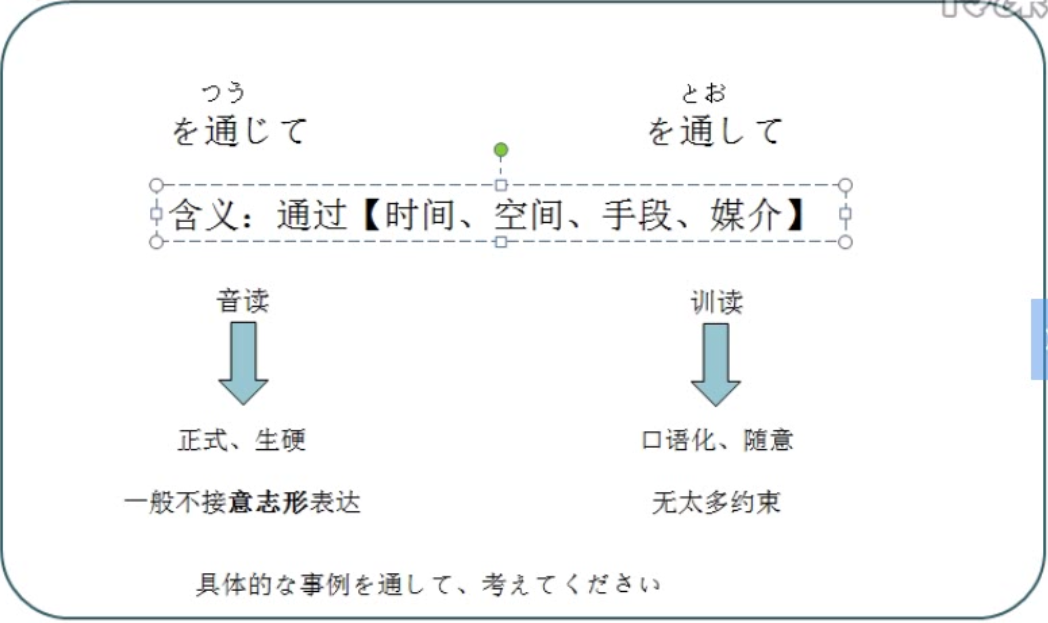 つう とお
を通じて を通して
含义：通过【时间、空间、手段、媒介】
音读 训读
正式、生硬 口语化、随意
一般不接意志形表达 无太多约束
具体的な事例を通して、考えてください